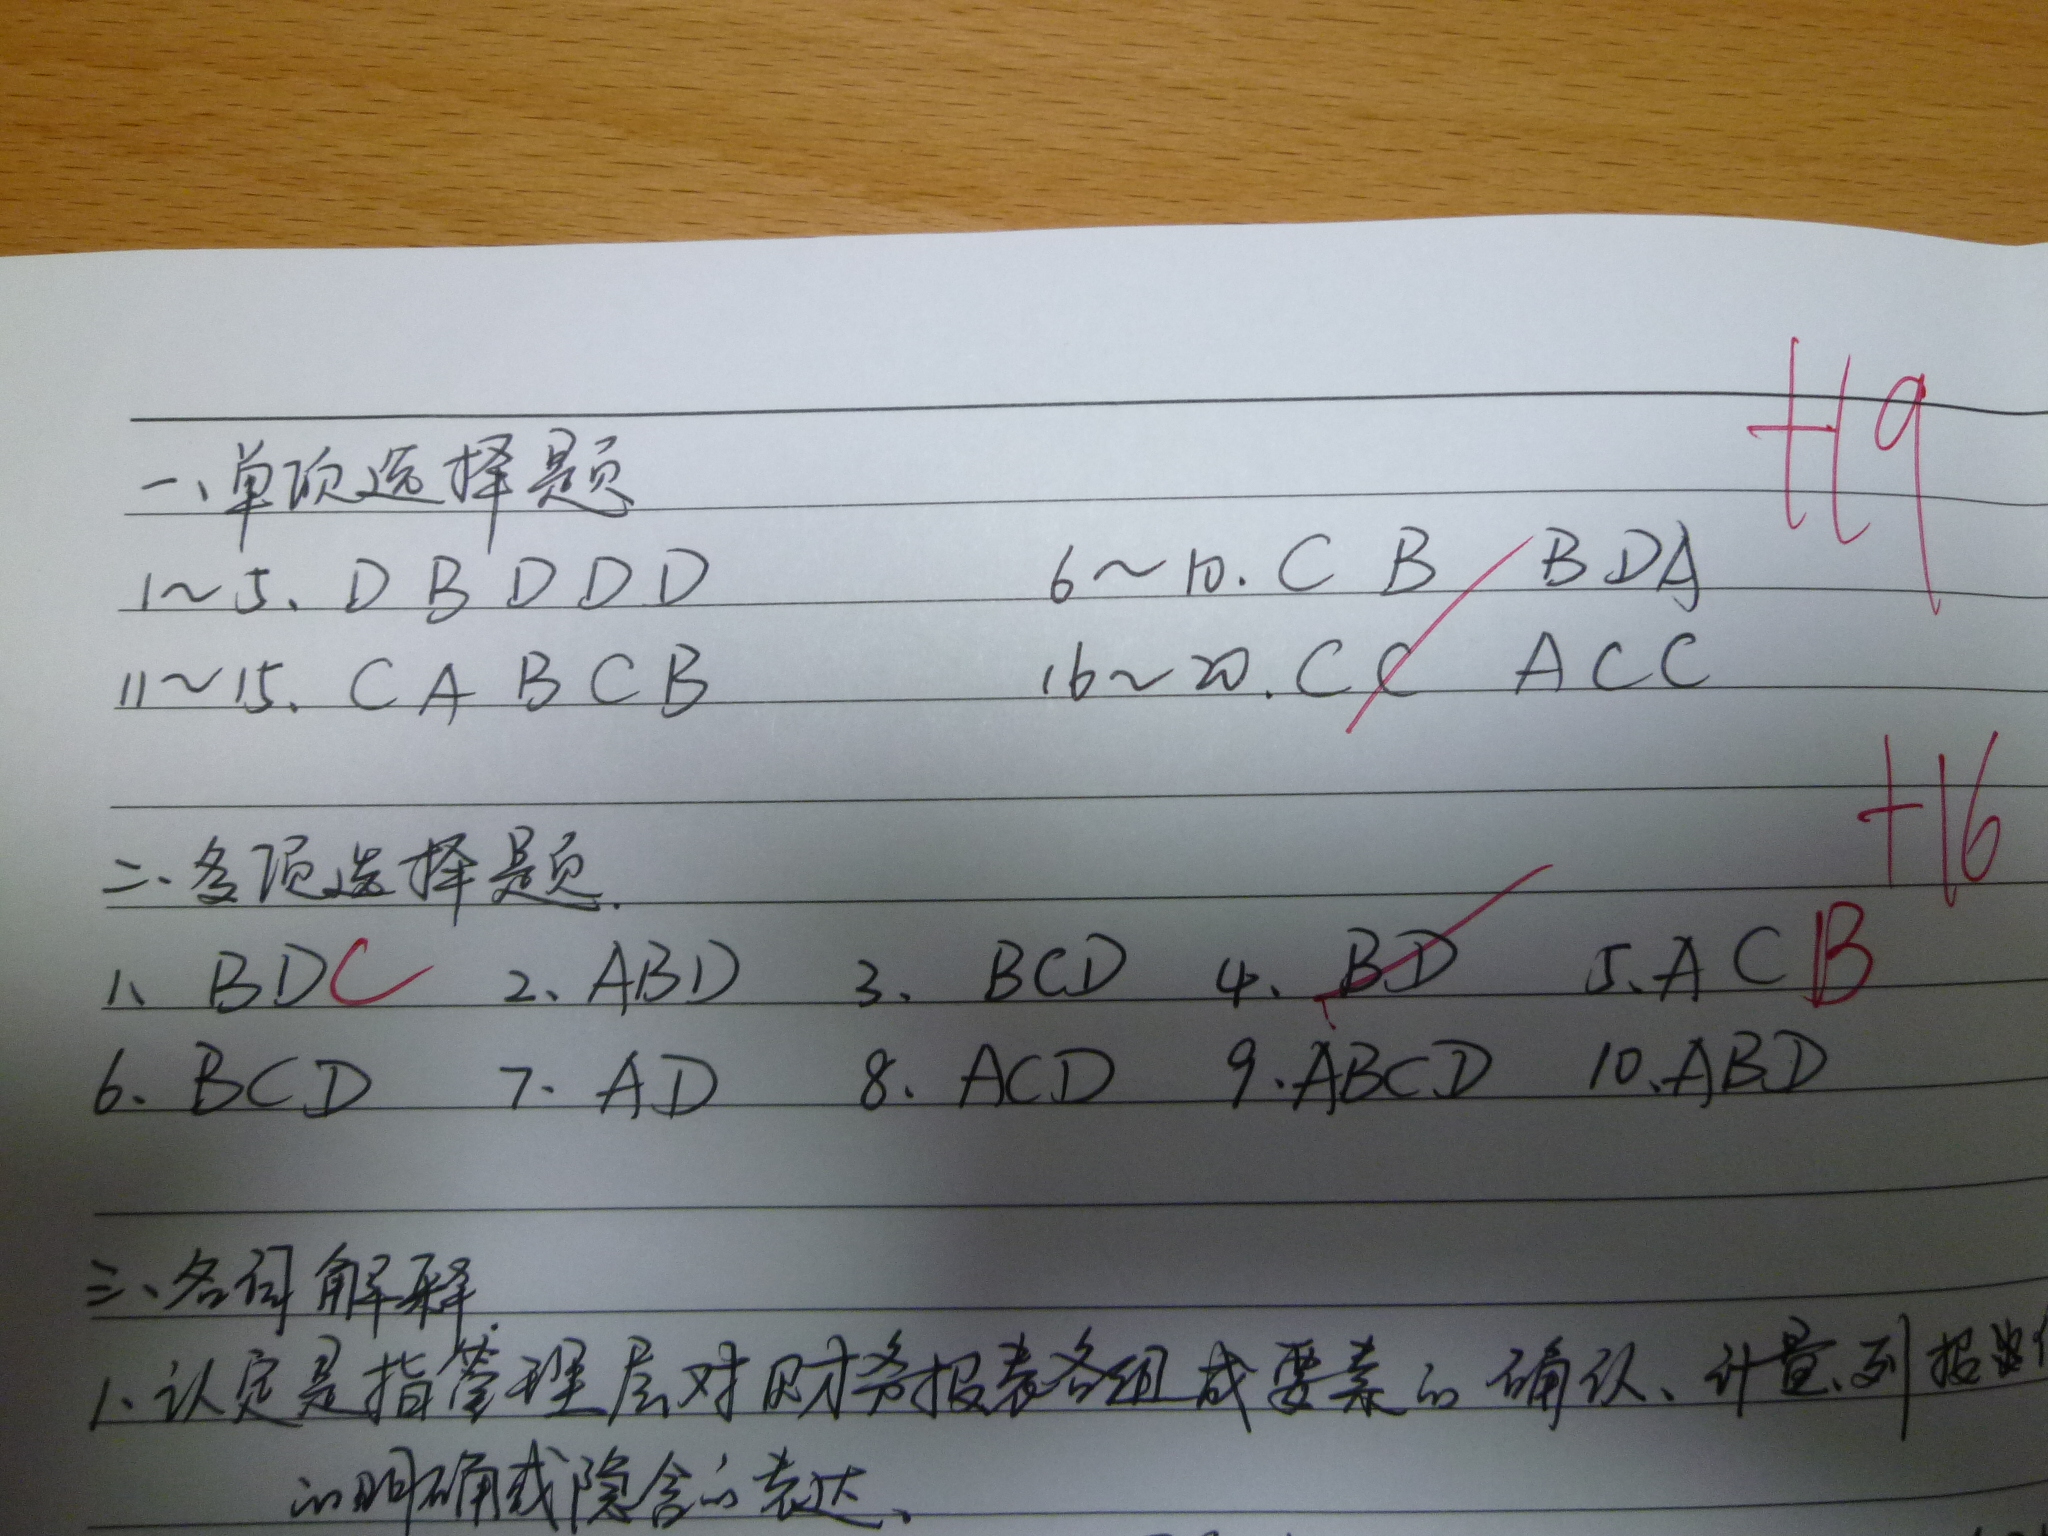 +19
一、单项选择题
1～5. D B D D D 6～10. C B B D A
11～15. C A B C B 16～20. C C A C C
+16
二、多项选择题.
1、BDC 2、ABD 3、BCD 4、BD 5、ACB
6、BCD 7、AD 8、ACD 9、ABCD 10、ABD
三、名词解释.
1、认定是指管理层对财务报表各组成要素的确认、计量、列报
的明确或隐含的表达、